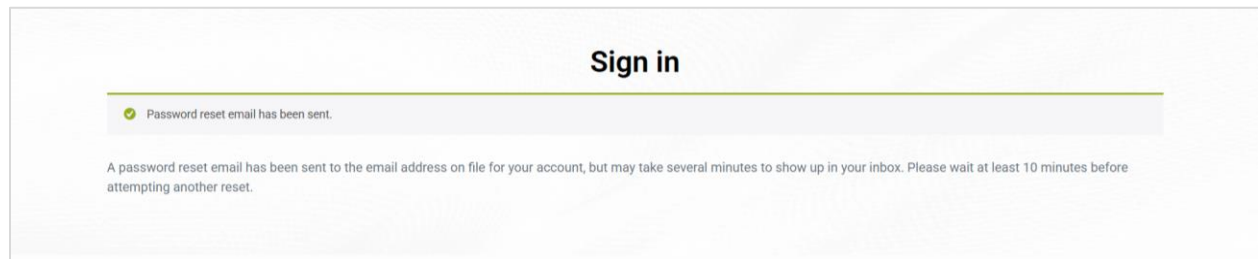 Sign in
Password reset email has been sent.
A password reset email has been sent to the email address on file for your account, but may take several minutes to show up in your inbox. Please wait at least 10 minutes before
attempting another reset.